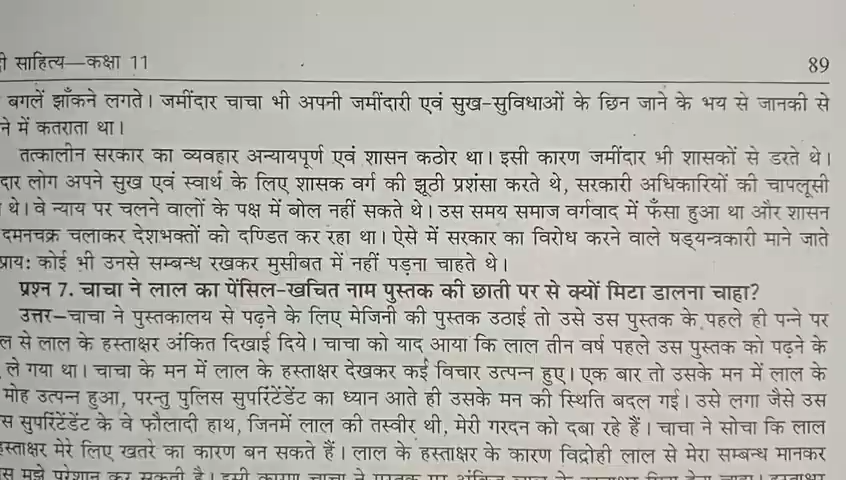 साहित्य—कक्षा 11
89
बगलें झाँकने लगते। जमींदार चाचा भी अपनी जमींदारी एवं सुख-सुविधाओं के छिन जाने के भय से जानकी से
ने में कतराता था।
तत्कालीन सरकार का व्यवहार अन्यायपूर्ण एवं शासन कठोर था। इसी कारण जमींदार भी शासकों से डरते थे।
दार लोग अपने सुख एवं स्वार्थ के लिए शासक वर्ग की झूठी प्रशंसा करते थे, सरकारी अधिकारियों की चापलूसी
थे। वे न्याय पर चलने वालों के पक्ष में बोल नहीं सकते थे। उस समय समाज वर्गवाद में फँसा हुआ था और शासन
दमनचक्र चलाकर देशभक्तों को दण्डित कर रहा था। ऐसे में सरकार का विरोध करने वाले षड्यन्त्रकारी माने जाते
प्रायः कोई भी उनसे सम्बन्ध रखकर मुसीबत में नहीं पड़ना चाहते थे।
प्रश्न 7. चाचा ने लाल का पेंसिल-खचित नाम पुस्तक की छाती पर से क्यों मिटा डालना चाहा?
उत्तर—चाचा ने पुस्तकालय से पढ़ने के लिए मेजिनी की पुस्तक उठाई तो उसे उस पुस्तक के पहले ही पन्ने पर
ल से लाल के हस्ताक्षर अंकित दिखाई दिये। चाचा को याद आया कि लाल तीन वर्ष पहले उस पुस्तक को पढ़ने के
ले गया था। चाचा के मन में लाल के हस्ताक्षर देखकर कई विचार उत्पन्न हुए। एक बार तो उसके मन में लाल के
मोह उत्पन्न हुआ, परन्तु पुलिस सुपरिंटेंडेंट का ध्यान आते ही उसके मन की स्थिति बदल गई। उसे लगा जैसे उस
स सुपरिंटेंडेंट के वे फौलादी हाथ, जिनमें लाल की तस्वीर थी, मेरी गरदन को दबा रहे हैं। चाचा ने सोचा कि लाल
हस्ताक्षर मेरे लिए खतरे का कारण बन सकते हैं। लाल के हस्ताक्षर के कारण विद्रोही लाल से मेरा सम्बन्ध मानकर
स मुझे परेशान कर सकती है। इसी कारण चाचा ने पुस्तक पर अंकित लाल के